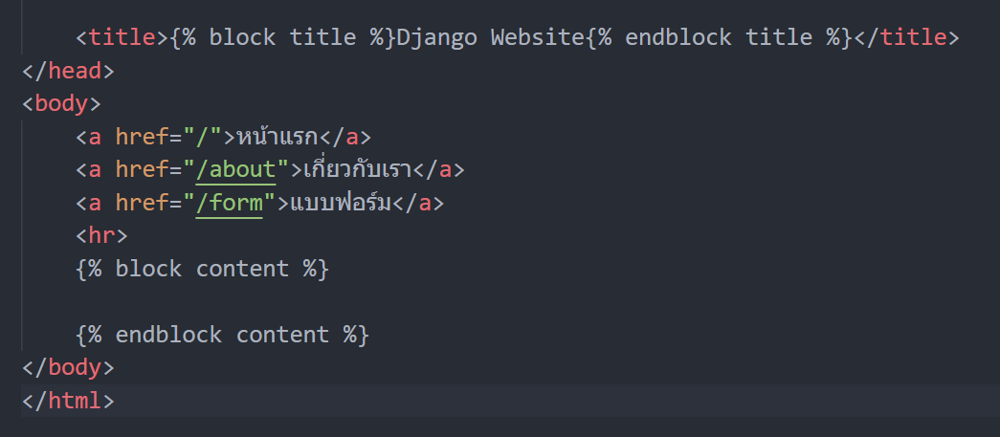 <title>{% block title %}Django Website{% endblock title %}</title>
</head>
<body>
<a href="/">หน้าแรก</a>
<a href="/about">เกี่ยวกับเรา</a>
<a href="/form">แบบฟอร์ม</a>
<hr>
{% block content %}
{% endblock content %}
</body>
</html>